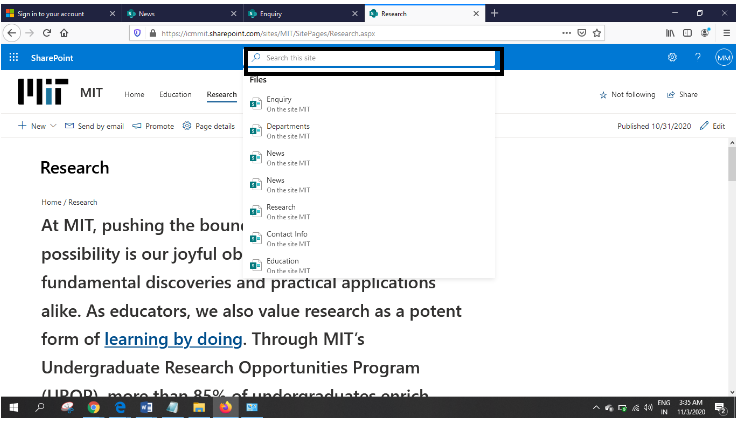 Sign in to your account
News
Enquiry
Research
https://icmmit.sharepoint.com/sites/MIT/SitePages/Research.aspx
SharePoint
Search this site
MM
MIT
MIT
Home
Education
Research
Not following
Share
New
Send by email
Promote
Page details
Published 10/31/2020
Edit
Files
Enquiry
On the site MIT
Departments
On the site MIT
News
On the site MIT
News
On the site MIT
Research
On the site MIT
Contact Info
On the site MIT
Education
On the site MIT
Research
Home / Research
At MIT, pushing the boun
possibility is our joyful ob
fundamental discoveries and practical applications
alike. As educators, we also value research as a potent
form of learning by doing. Through MIT's
Undergraduate Research Opportunities Program
(UROP), more than 85% of undergraduates enrich
ENG
IN
3:35 AM
11/3/2020
2